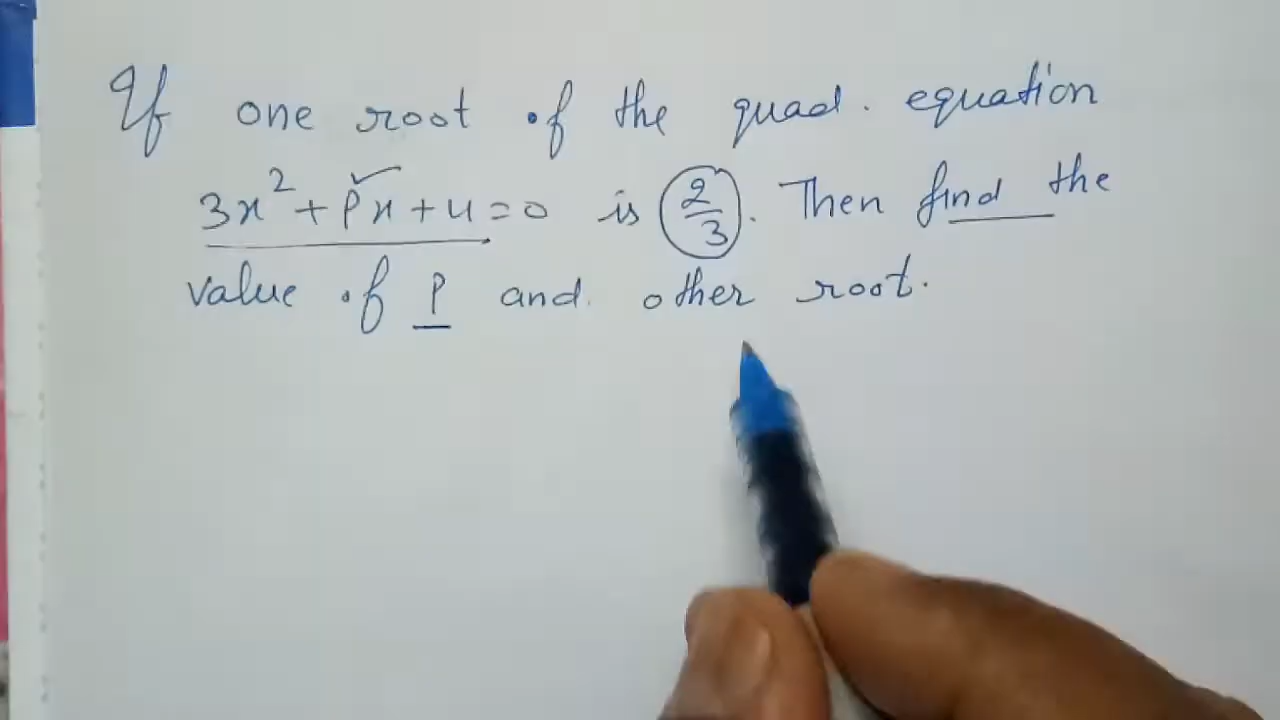 If one root of the quad. equation
3x² + Px + 4 = 0 is 2/3. Then find the
value of P and other root.